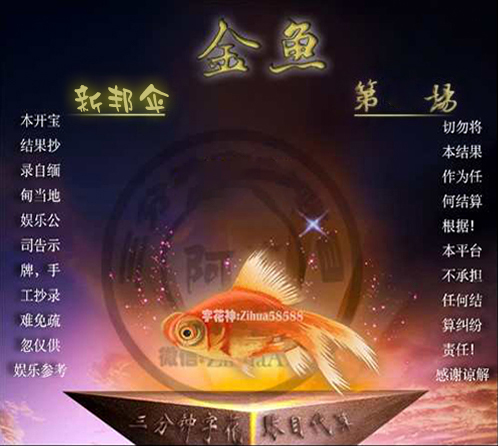 金鱼
新邦伞
第 场
本开宝
结果抄
录自缅
甸当地
娱乐公
司告示
牌，手
工抄录
难免疏
忽仅供
娱乐参考
切勿将
本结果
作为任
何结算
根据！
本平台
不承担
任何结
算纠纷
责任！
感谢谅解
字花神:Zihua58588
三分钟字花 账目代算